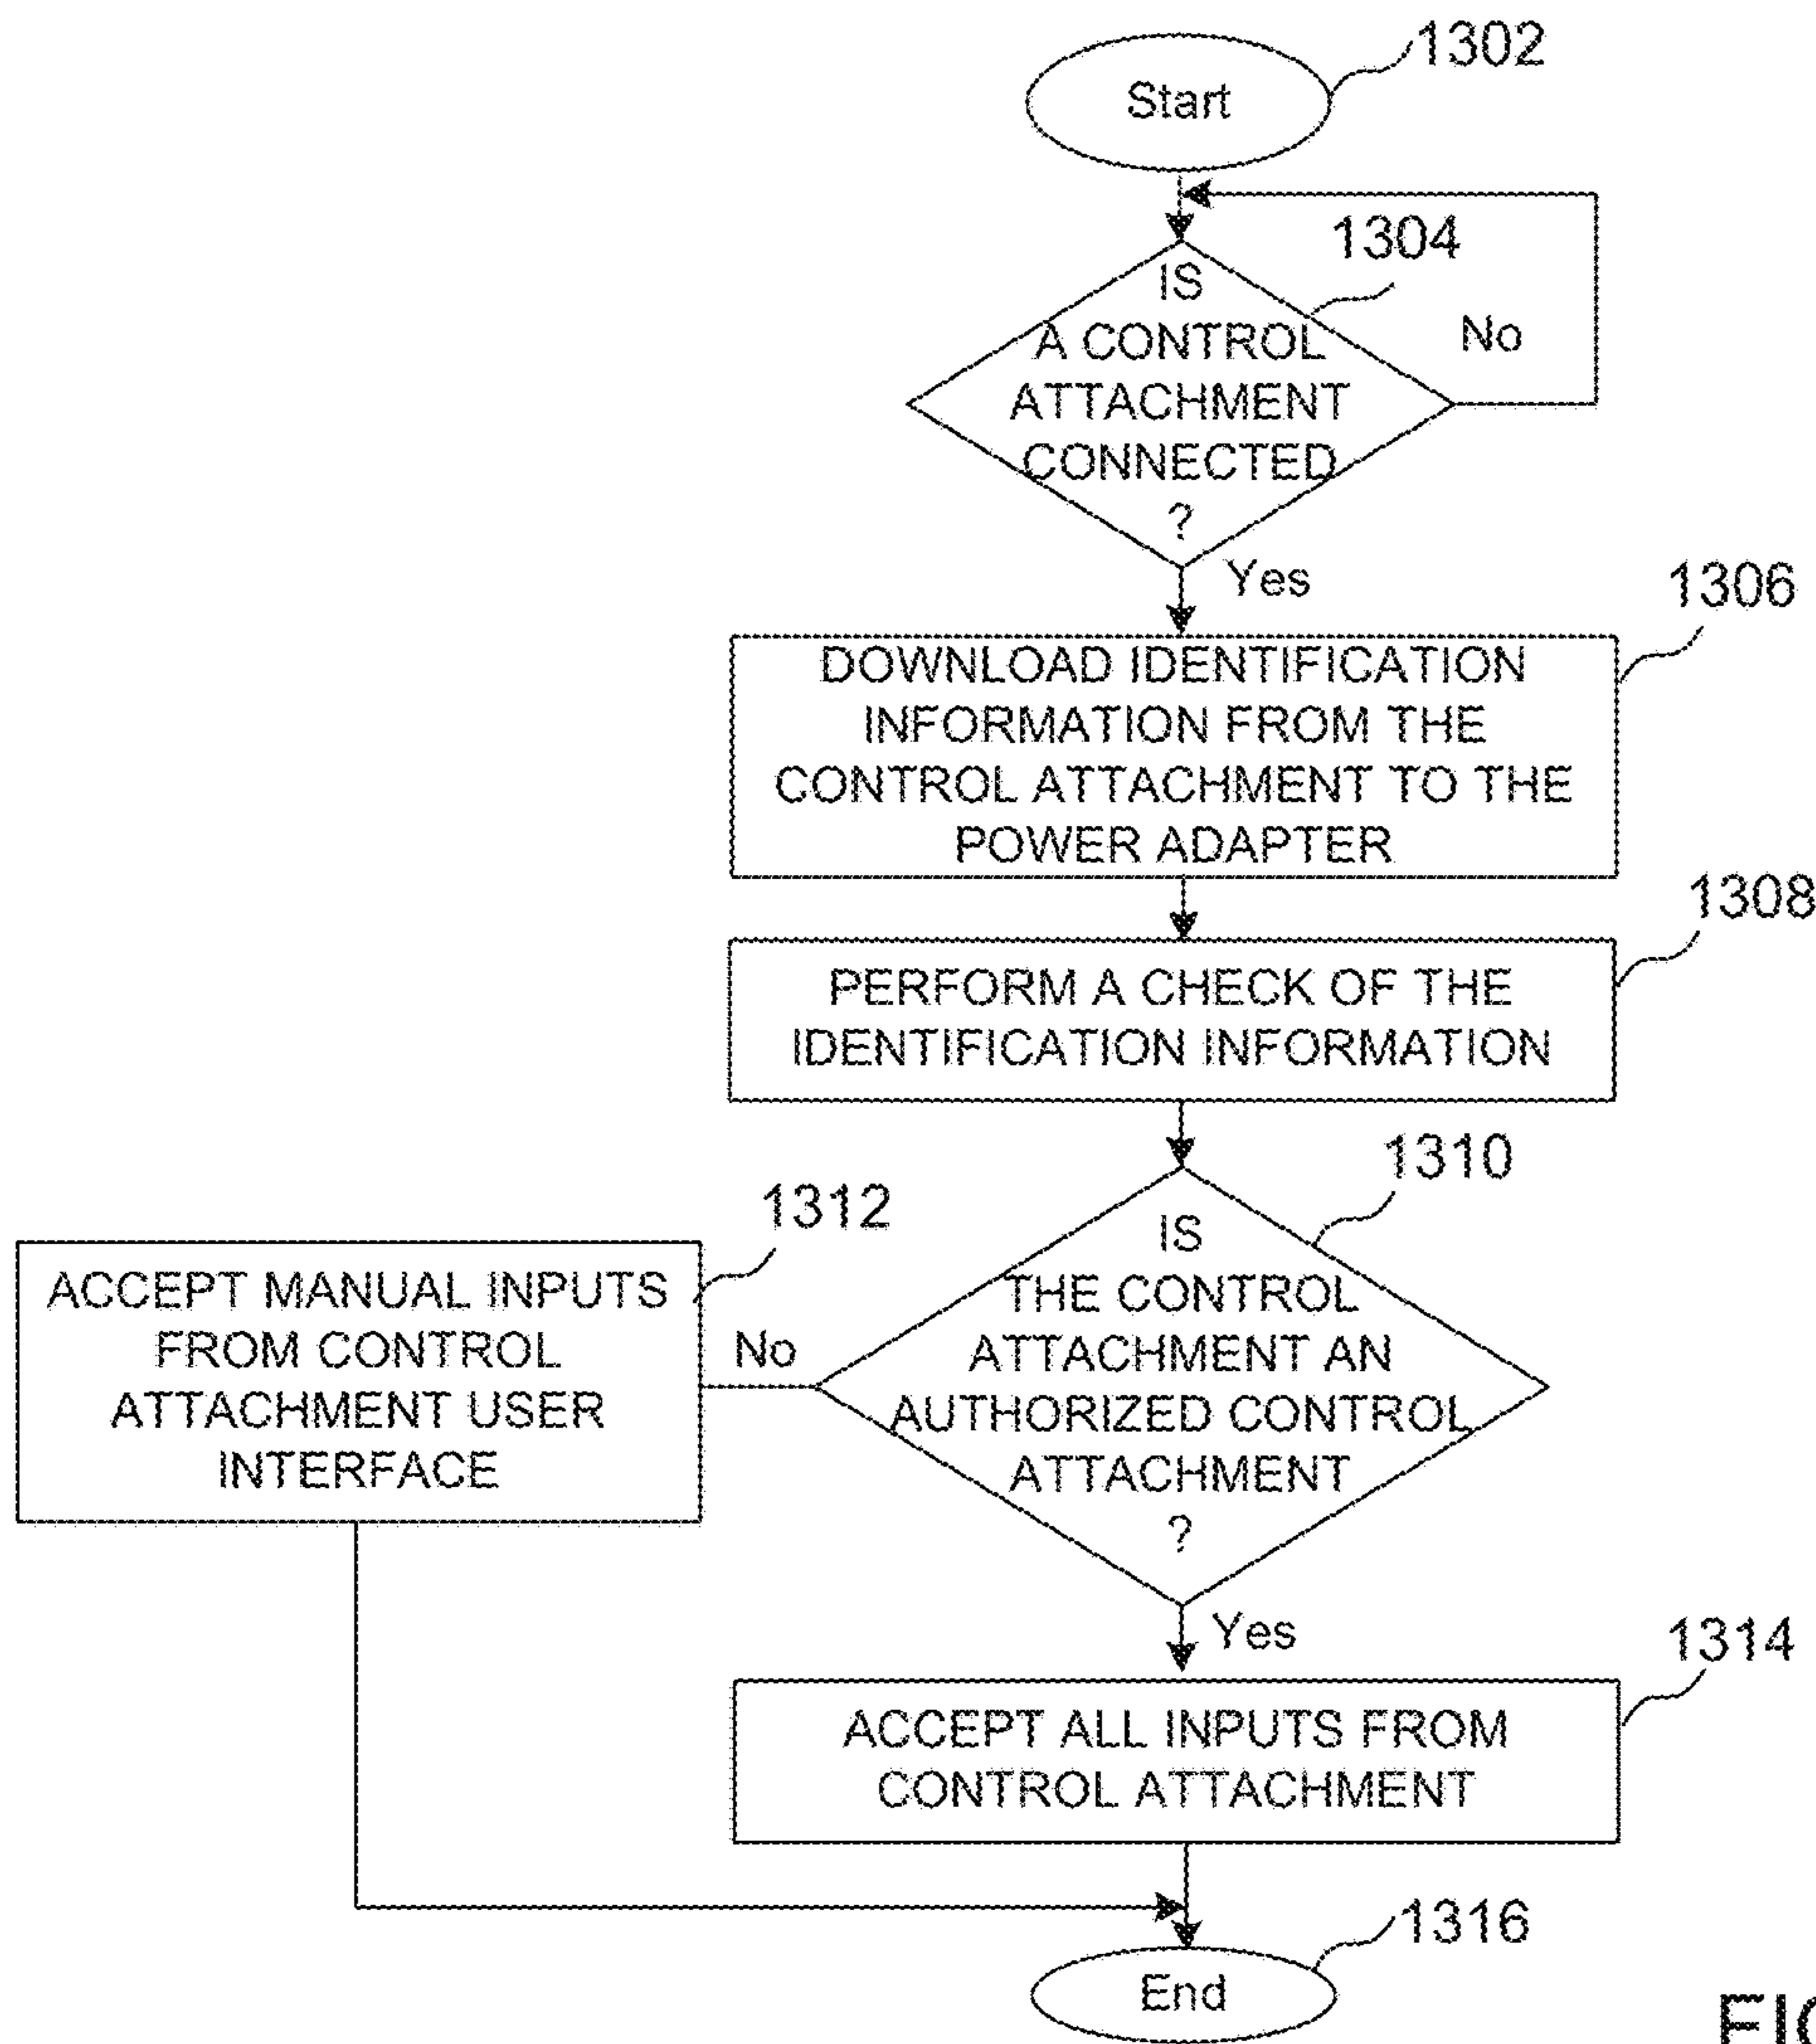 1302
Start
1304
IS
A CONTROL
ATTACHMENT
CONNECTED
?
No
Yes
1306
DOWNLOAD IDENTIFICATION
INFORMATION FROM THE
CONTROL ATTACHMENT TO THE
POWER ADAPTER
1308
PERFORM A CHECK OF THE
IDENTIFICATION INFORMATION
1310
IS
THE CONTROL
ATTACHMENT AN
AUTHORIZED CONTROL
ATTACHMENT
?
No
1312
ACCEPT MANUAL INPUTS
FROM CONTROL
ATTACHMENT USER
INTERFACE
Yes
1314
ACCEPT ALL INPUTS FROM
CONTROL ATTACHMENT
1316
End